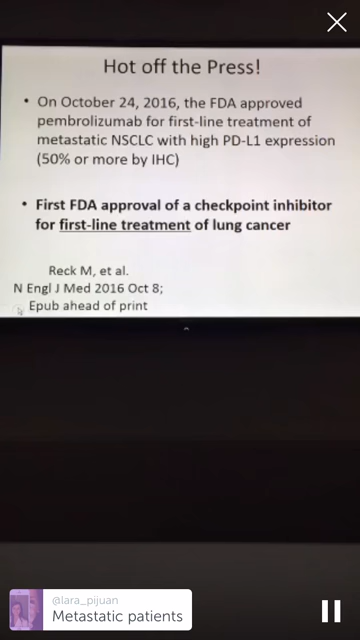 Hot off the Press!
• On October 24, 2016, the FDA approved
pembrolizumab for first-line treatment of
metastatic NSCLC with high PD-L1 expression
(50% or more by IHC)
• First FDA approval of a checkpoint inhibitor
for first-line treatment of lung cancer
Reck M, et al.
N Engl J Med 2016 Oct 8;
Epub ahead of print
@lara_pijuan
Metastatic patients